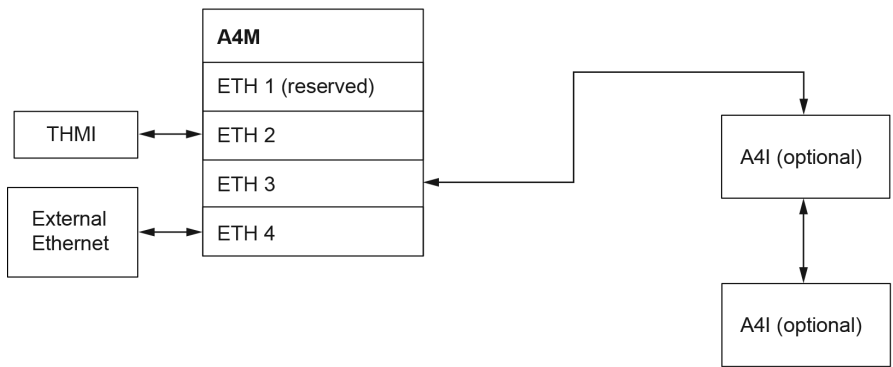 A4M
ETH 1 (reserved)
THMI
ETH 2
A4I (optional)
ETH 3
External
Ethernet
ETH 4
A4I (optional)